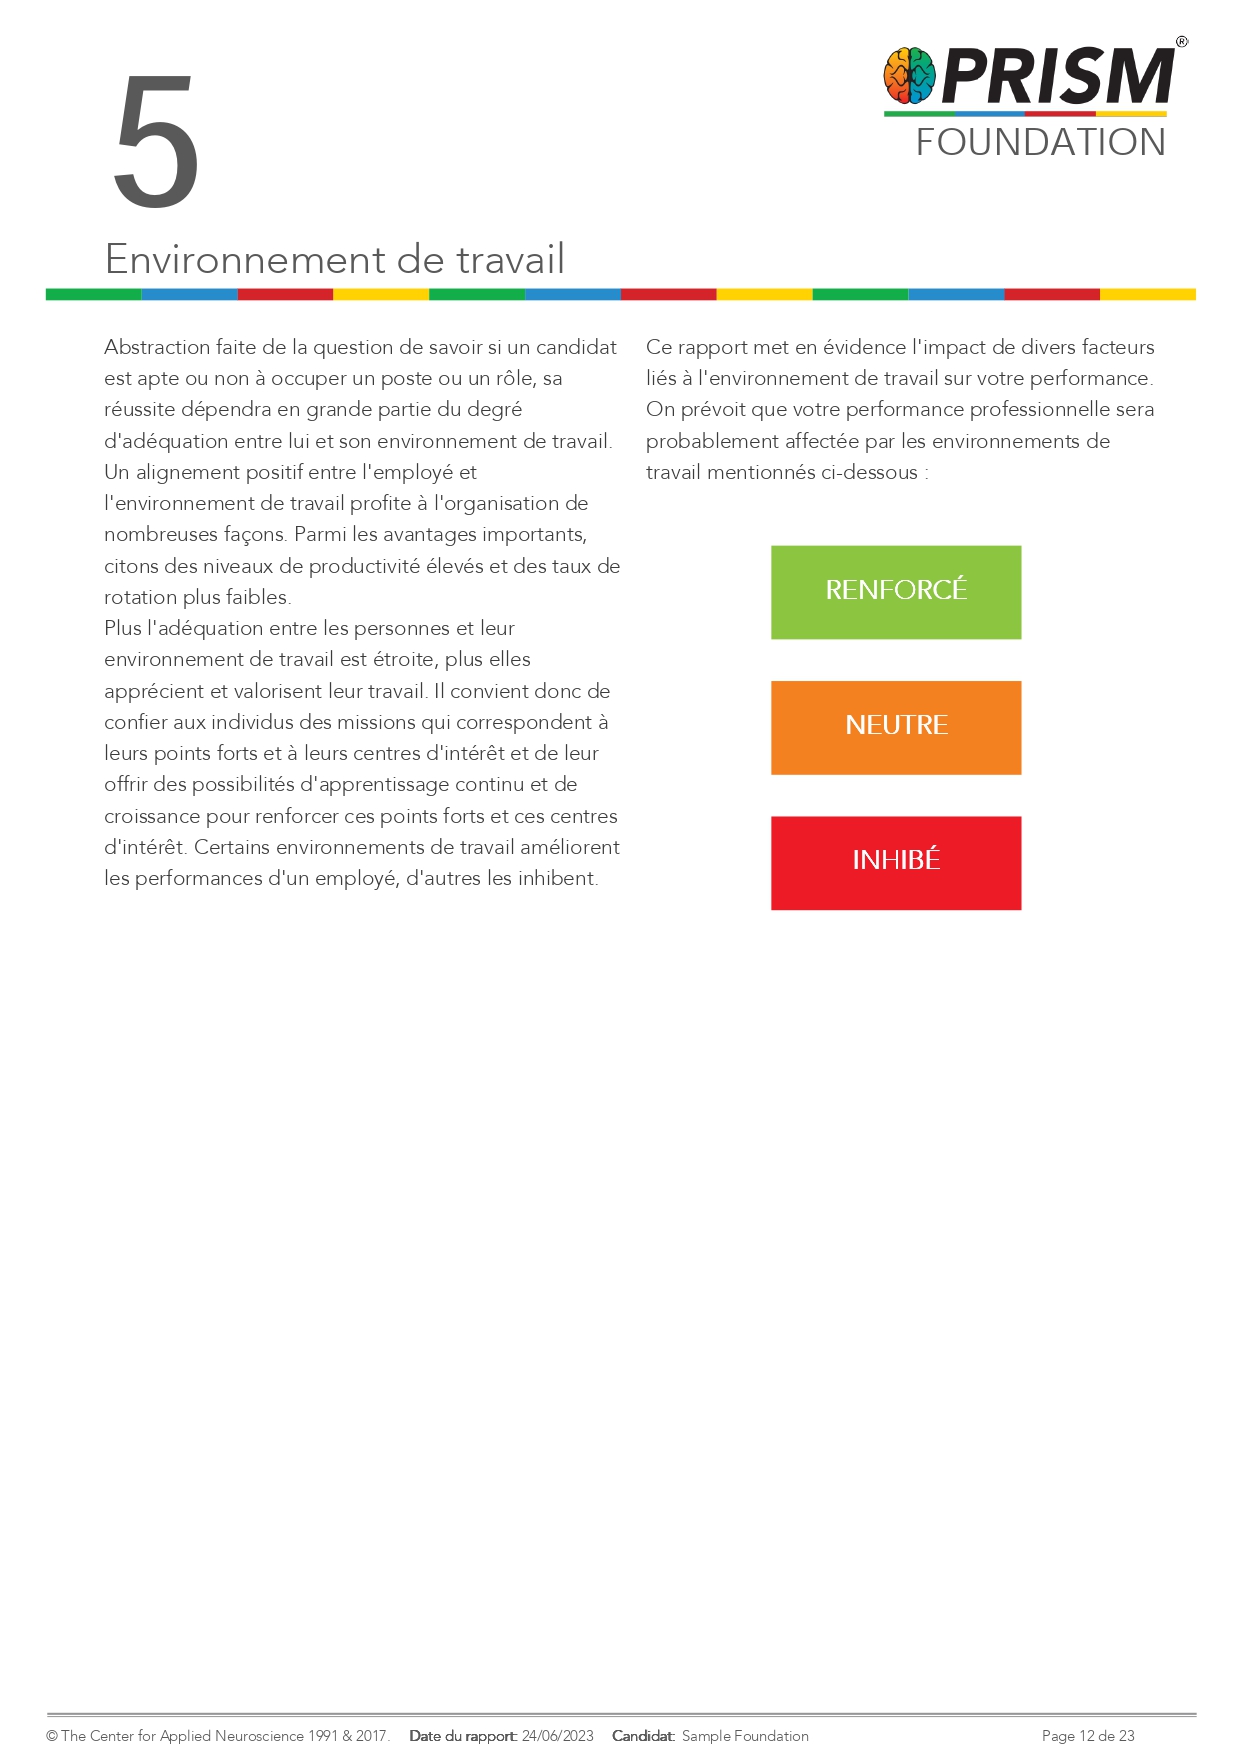 5
PRISM®
FOUNDATION
Environnement de travail
Abstraction faite de la question de savoir si un candidat
est apte ou non à occuper un poste ou un rôle, sa
réussite dépendra en grande partie du degré
d'adéquation entre lui et son environnement de travail.
Un alignement positif entre l'employé et
l'environnement de travail profite à l'organisation de
nombreuses façons. Parmi les avantages importants,
citons des niveaux de productivité élevés et des taux de
rotation plus faibles.
Plus l'adéquation entre les personnes et leur
environnement de travail est étroite, plus elles
apprécient et valorisent leur travail. Il convient donc de
confier aux individus des missions qui correspondent à
leurs points forts et à leurs centres d'intérêt et de leur
offrir des possibilités d'apprentissage continu et de
croissance pour renforcer ces points forts et ces centres
d'intérêt. Certains environnements de travail améliorent
les performances d'un employé, d'autres les inhibent.
Ce rapport met en évidence l'impact de divers facteurs
liés à l'environnement de travail sur votre performance.
On prévoit que votre performance professionnelle sera
probablement affectée par les environnements de
travail mentionnés ci-dessous :
RENFORCÉ
NEUTRE
INHIBÉ
© The Center for Applied Neuroscience 1991 & 2017. Date du rapport: 24/06/2023 Candidat: Sample Foundation Page 12 de 23